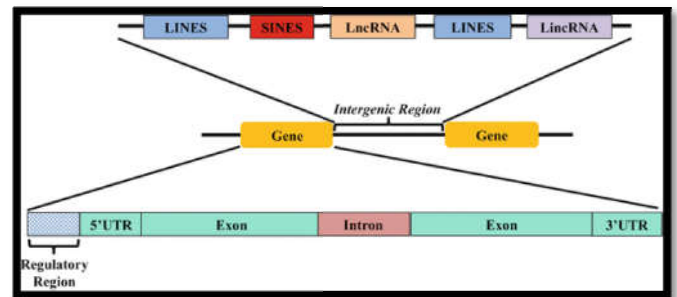 LINES SINES LncRNA LINES LincRNA
Intergenic Region
Gene Gene
5'UTR Exon Intron Exon 3'UTR
Regulatory
Region